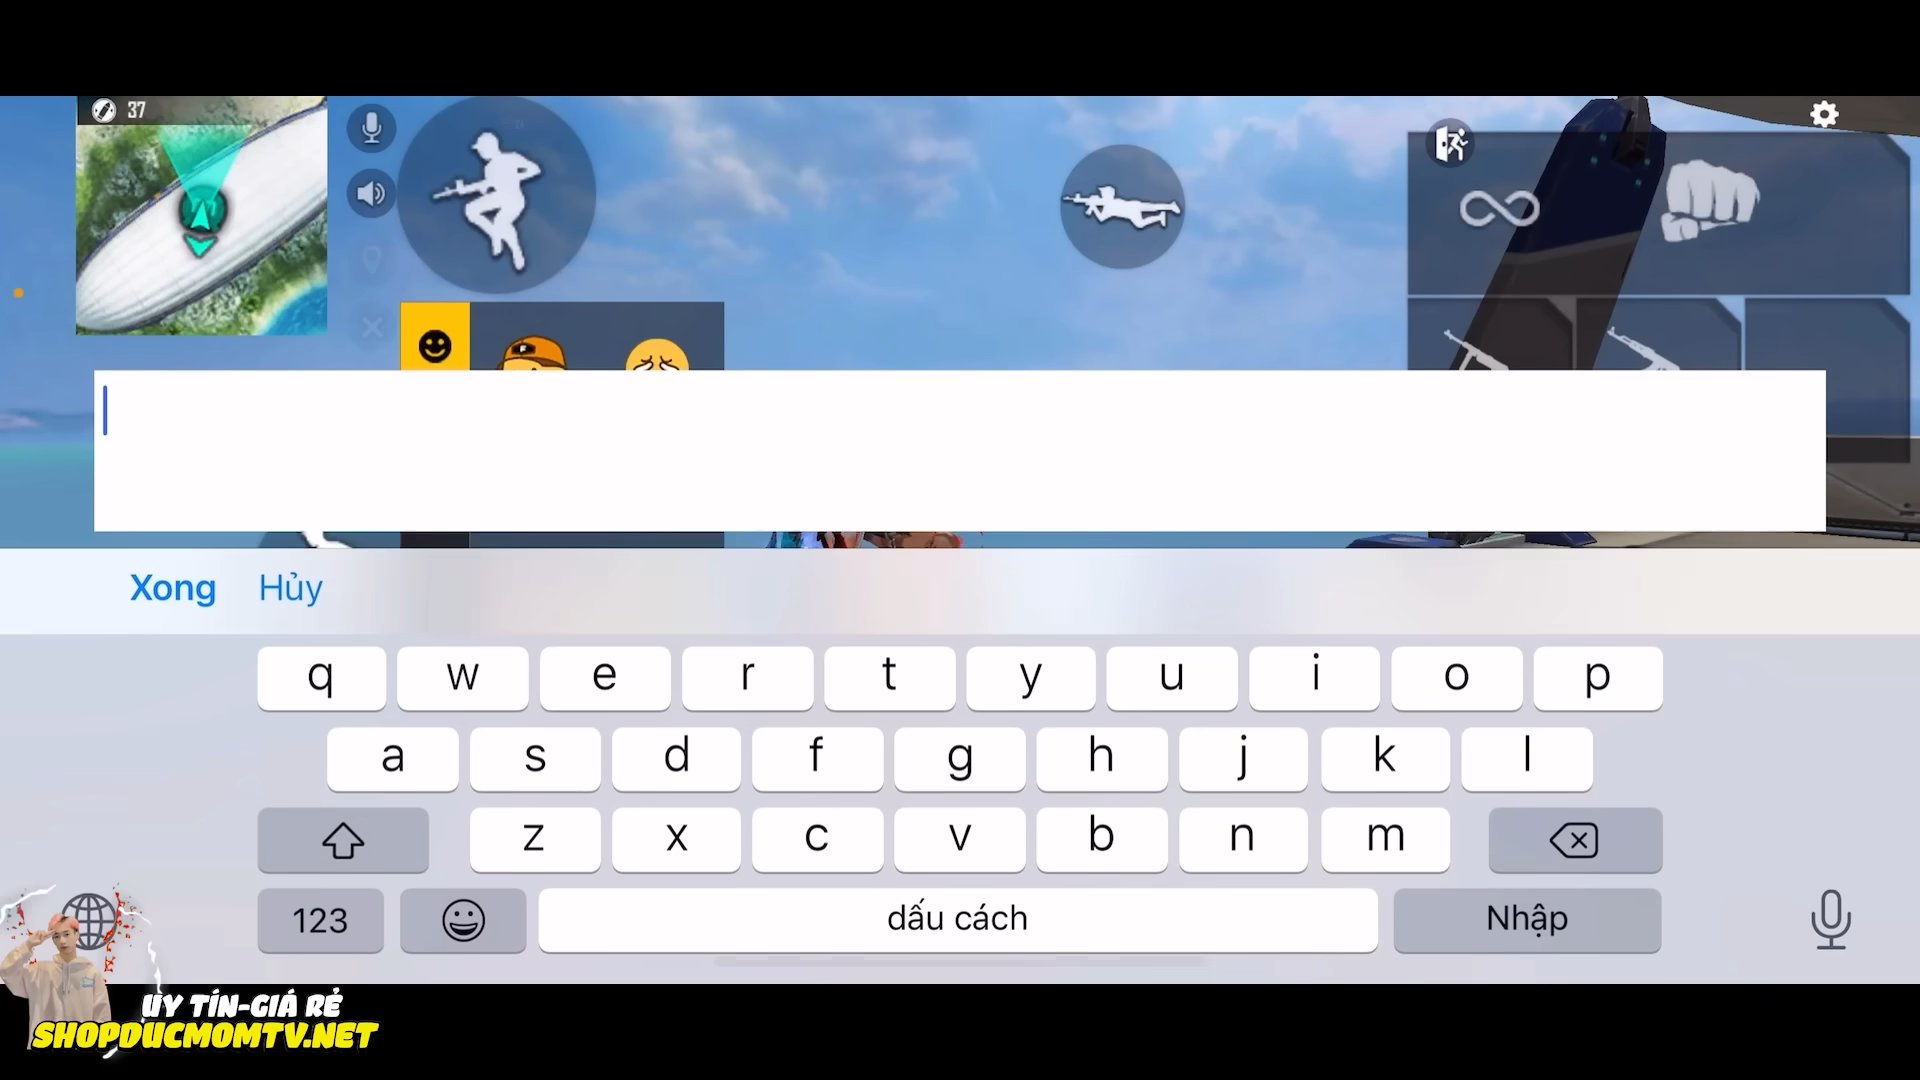 37
F
Xong Hủy
q w e r t y u i o p
a s d f g h j k l
z x c v b n m
123 dấu cách Nhập
UY TÍN-GIÁ RẺ
SHOPDUCMOMTV.NET